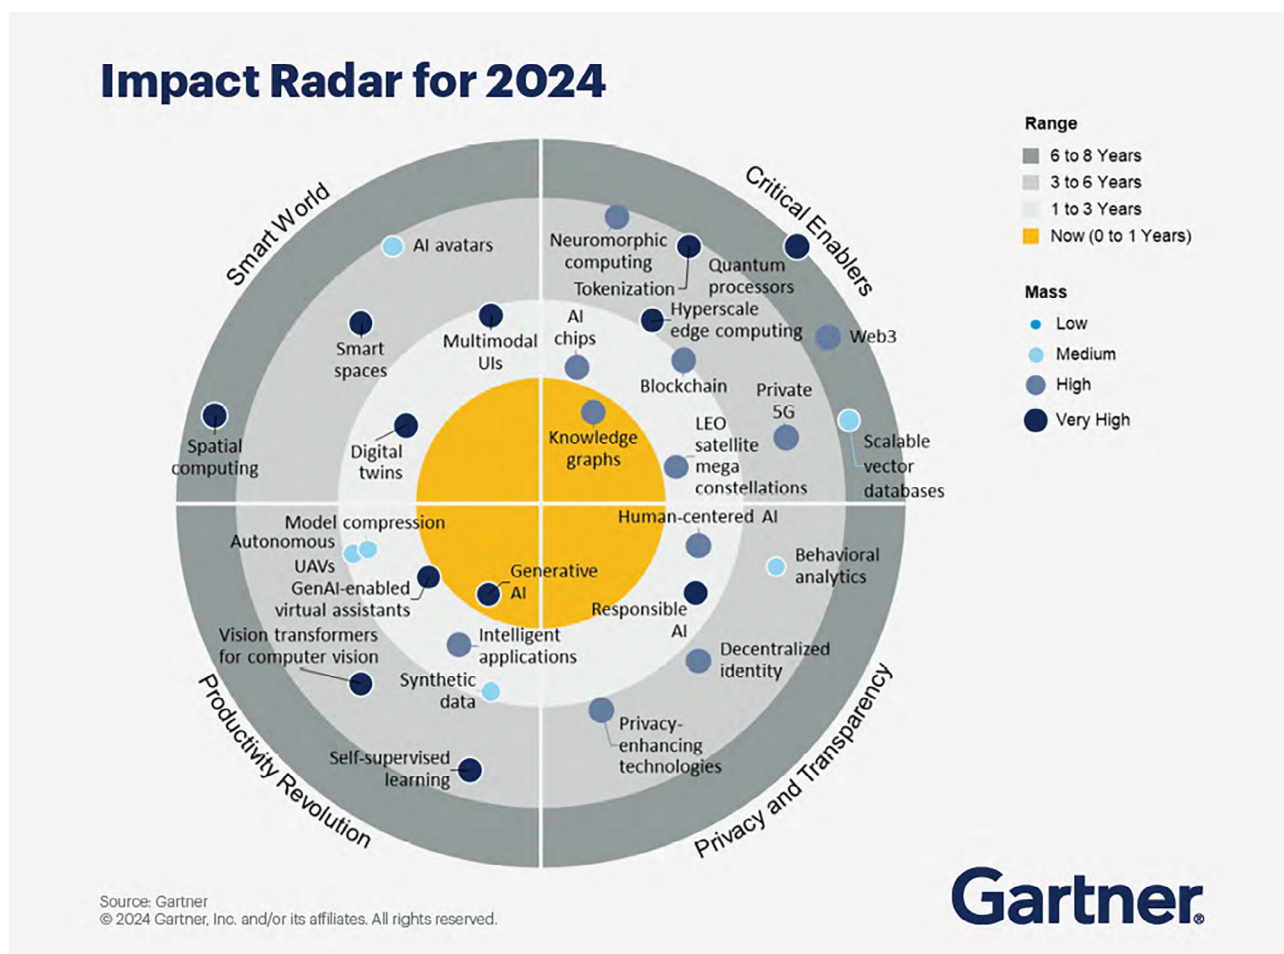 Impact Radar for 2024
Range
6 to 8 Years
3 to 6 Years
1 to 3 Years
Now (0 to 1 Years)
Mass
Low
Medium
High
Very High
Smart World
AI avatars
Smart
spaces
Multimodal
UIs
Spatial
computing
Digital
twins
Critical Enablers
Neuromorphic
computing
Tokenization
Quantum
processors
Hyperscale
edge computing
AI
chips
Web3
Blockchain
Private
5G
Knowledge
graphs
LEO
satellite
mega
constellations
Scalable
vector
databases
Productivity Revolution
Model compression
Autonomous
UAVs
GenAI-enabled
virtual assistants
Generative
AI
Vision transformers
for computer vision
Intelligent
applications
Synthetic
data
Self-supervised
learning
Privacy and Transparency
Human-centered AI
Behavioral
analytics
Responsible
AI
Decentralized
identity
Privacy-
enhancing
technologies
Source: Gartner
© 2024 Gartner, Inc. and/or its affiliates. All rights reserved.
Gartner®